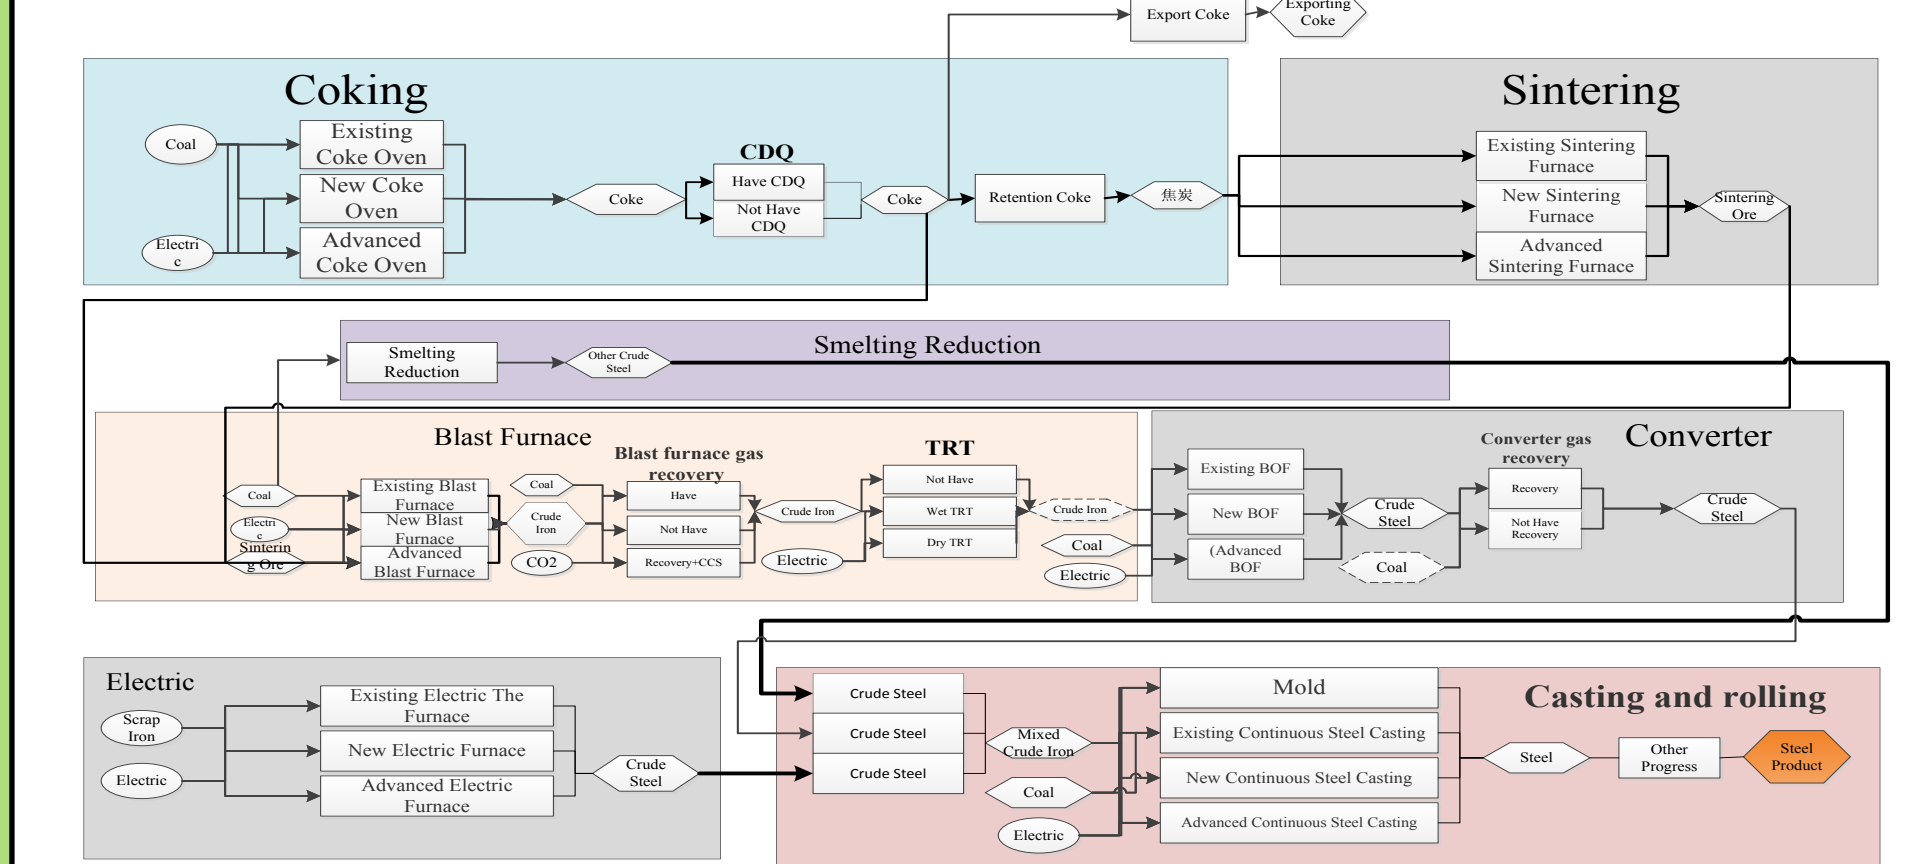 Exporting
Coke
Export Coke
Coking
Sintering
Coal
Existing
Coke Oven
New Coke
Oven
Advanced
Coke Oven
Electri
c
Coke
CDQ
Have CDQ
Not Have
CDQ
Coke
Retention Coke
焦炭
Existing Sintering
Furnace
New Sintering
Furnace
Advanced
Sintering Furnace
Sintering
Ore
Smelting Reduction
Smelting
Reduction
Other Crude
Steel
Blast Furnace
Coal
Electri
c
Sinterin
g Ore
Existing Blast
Furnace
New Blast
Furnace
Advanced
Blast Furnace
Coal
Crude
Iron
CO2
Blast furnace gas
recovery
Have
Not Have
Recovery+CCS
Crude Iron
Electric
TRT
Not Have
Wet TRT
Dry TRT
Crude Iron
Coal
Electric
Converter
Existing BOF
New BOF
(Advanced
BOF
Crude
Steel
Coal
Converter gas
recovery
Recovery
Not Have
Recovery
Crude
Steel
Electric
Scrap
Iron
Electric
Existing Electric The
Furnace
New Electric Furnace
Advanced Electric
Furnace
Crude
Steel
Casting and rolling
Crude Steel
Crude Steel
Crude Steel
Mixed
Crude Iron
Coal
Electric
Mold
Existing Continuous Steel Casting
New Continuous Steel Casting
Advanced Continuous Steel Casting
Steel
Other
Progress
Steel
Product